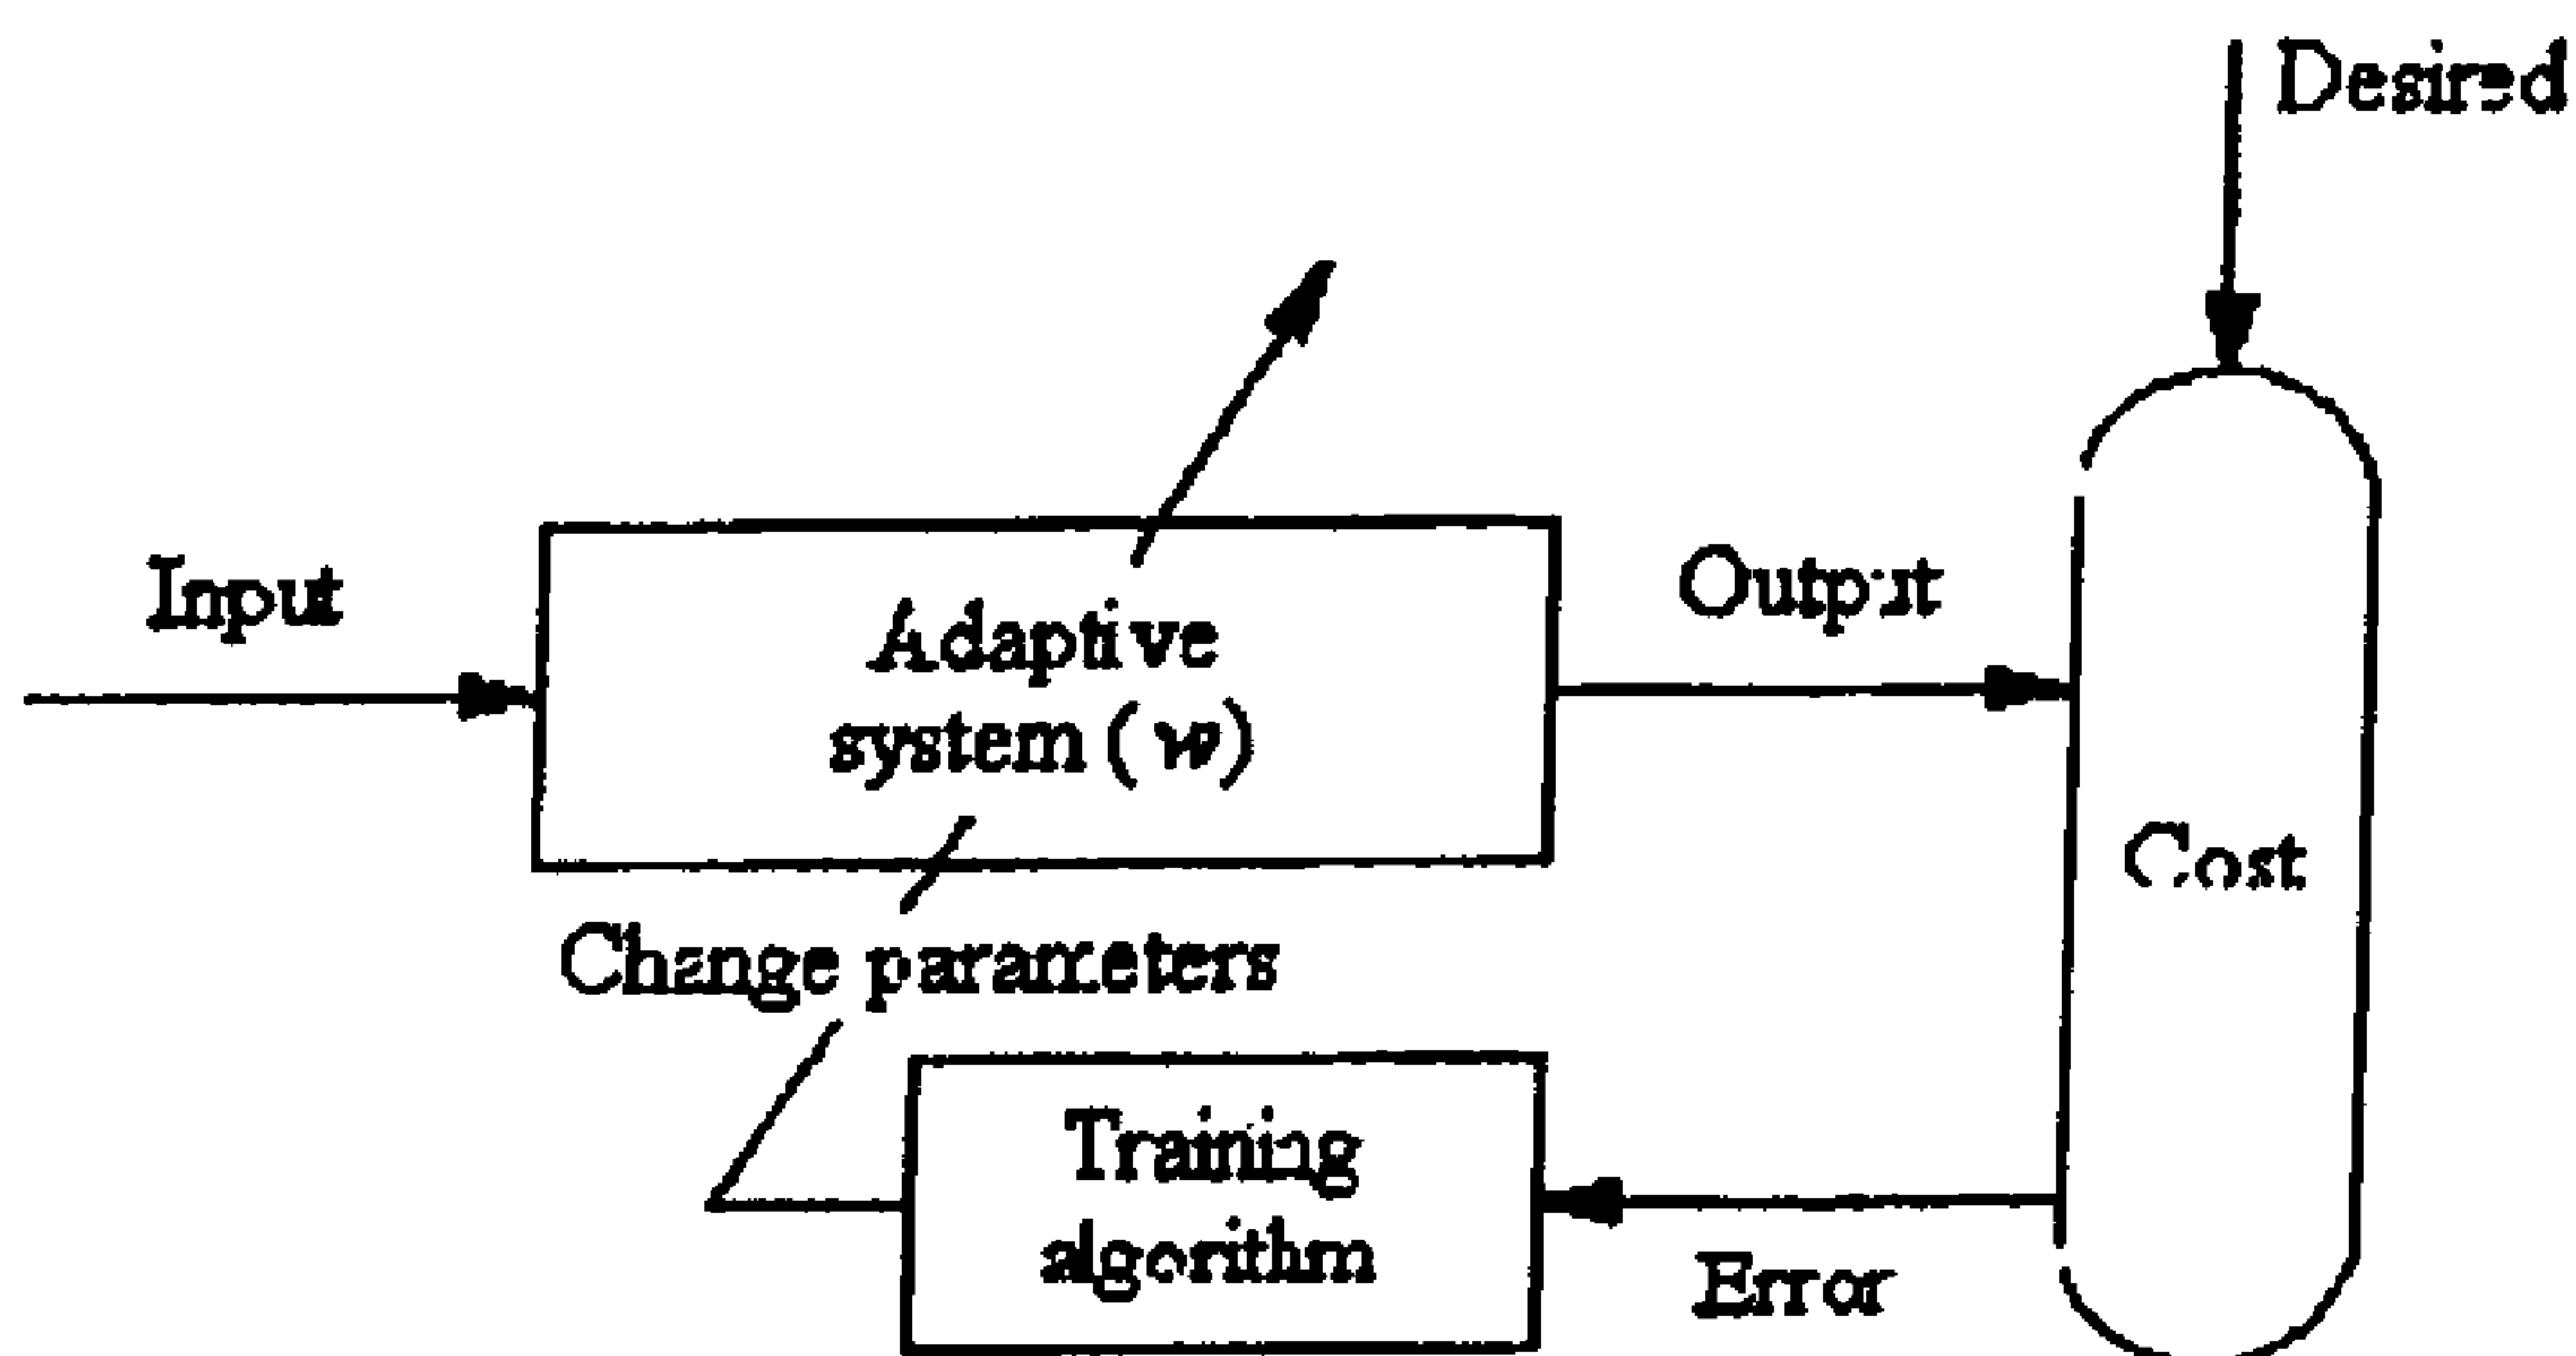 Desired
Input
Adaptive
system (w)
Output
Cost
Change parameters
Training
algorithm
Error